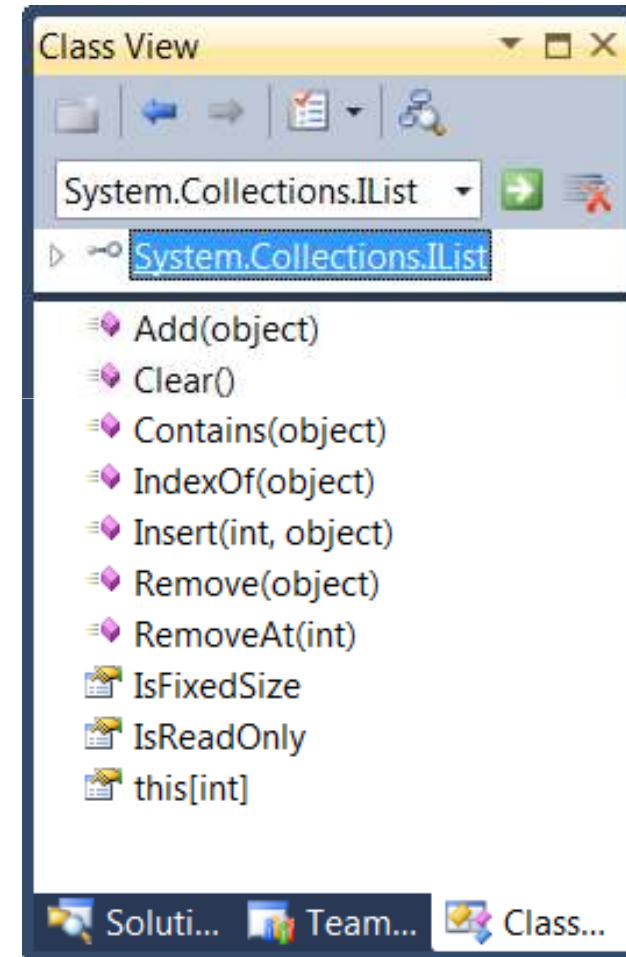 Class View
System.Collections.IList
System.Collections.IList
Add(object)
Clear()
Contains(object)
IndexOf(object)
Insert(int, object)
Remove(object)
RemoveAt(int)
IsFixedSize
IsReadOnly
this[int]
Soluti... Team... Class...